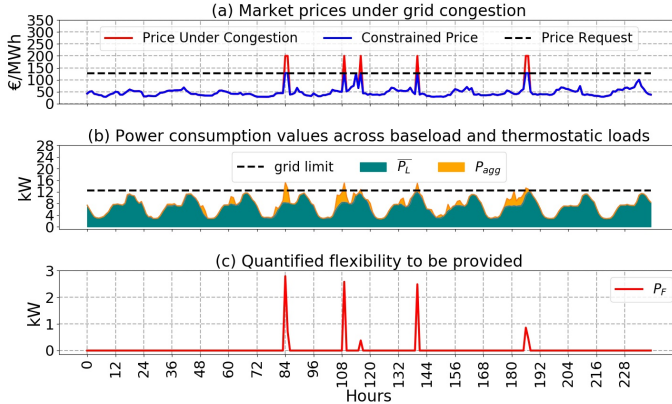 (a) Market prices under grid congestion
€/MWh
350
300
250
200
150
100
50
0
Price Under Congestion Constrained Price Price Request
(b) Power consumption values across baseload and thermostatic loads
kW
28
24
20
16
12
8
4
0
grid limit P_L P_agg
(c) Quantified flexibility to be provided
kW
3
2
1
0
P_F
0 12 24 36 48 60 72 84 96 108 120 132 144 156 168 180 192 204 216 228
Hours